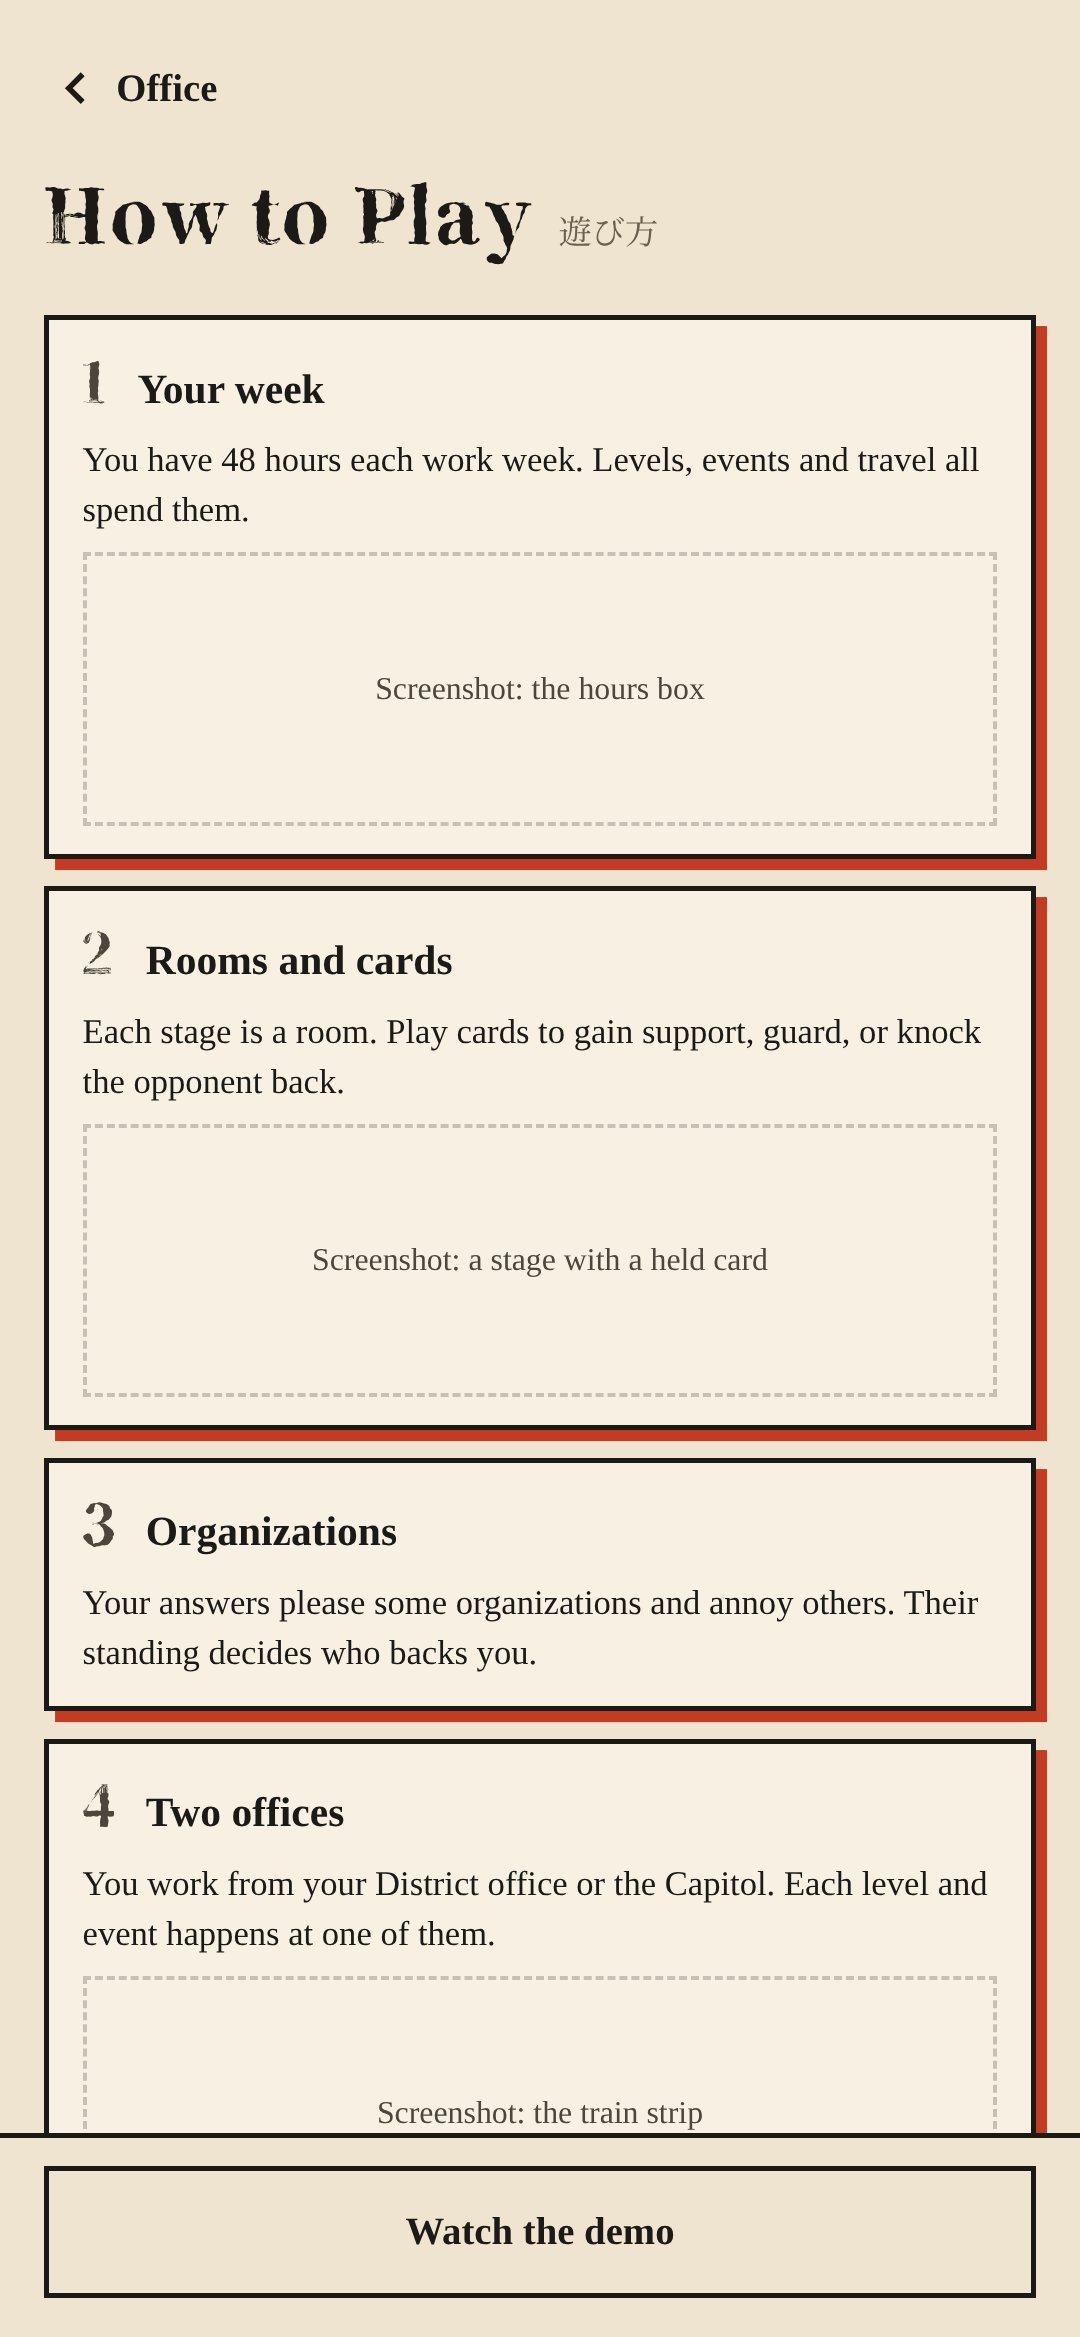 Office
How to Play 遊び方
1 Your week
You have 48 hours each work week. Levels, events and travel all
spend them.
Screenshot: the hours box
2 Rooms and cards
Each stage is a room. Play cards to gain support, guard, or knock
the opponent back.
Screenshot: a stage with a held card
3 Organizations
Your answers please some organizations and annoy others. Their
standing decides who backs you.
4 Two offices
You work from your District office or the Capitol. Each level and
event happens at one of them.
Screenshot: the train strip
Watch the demo